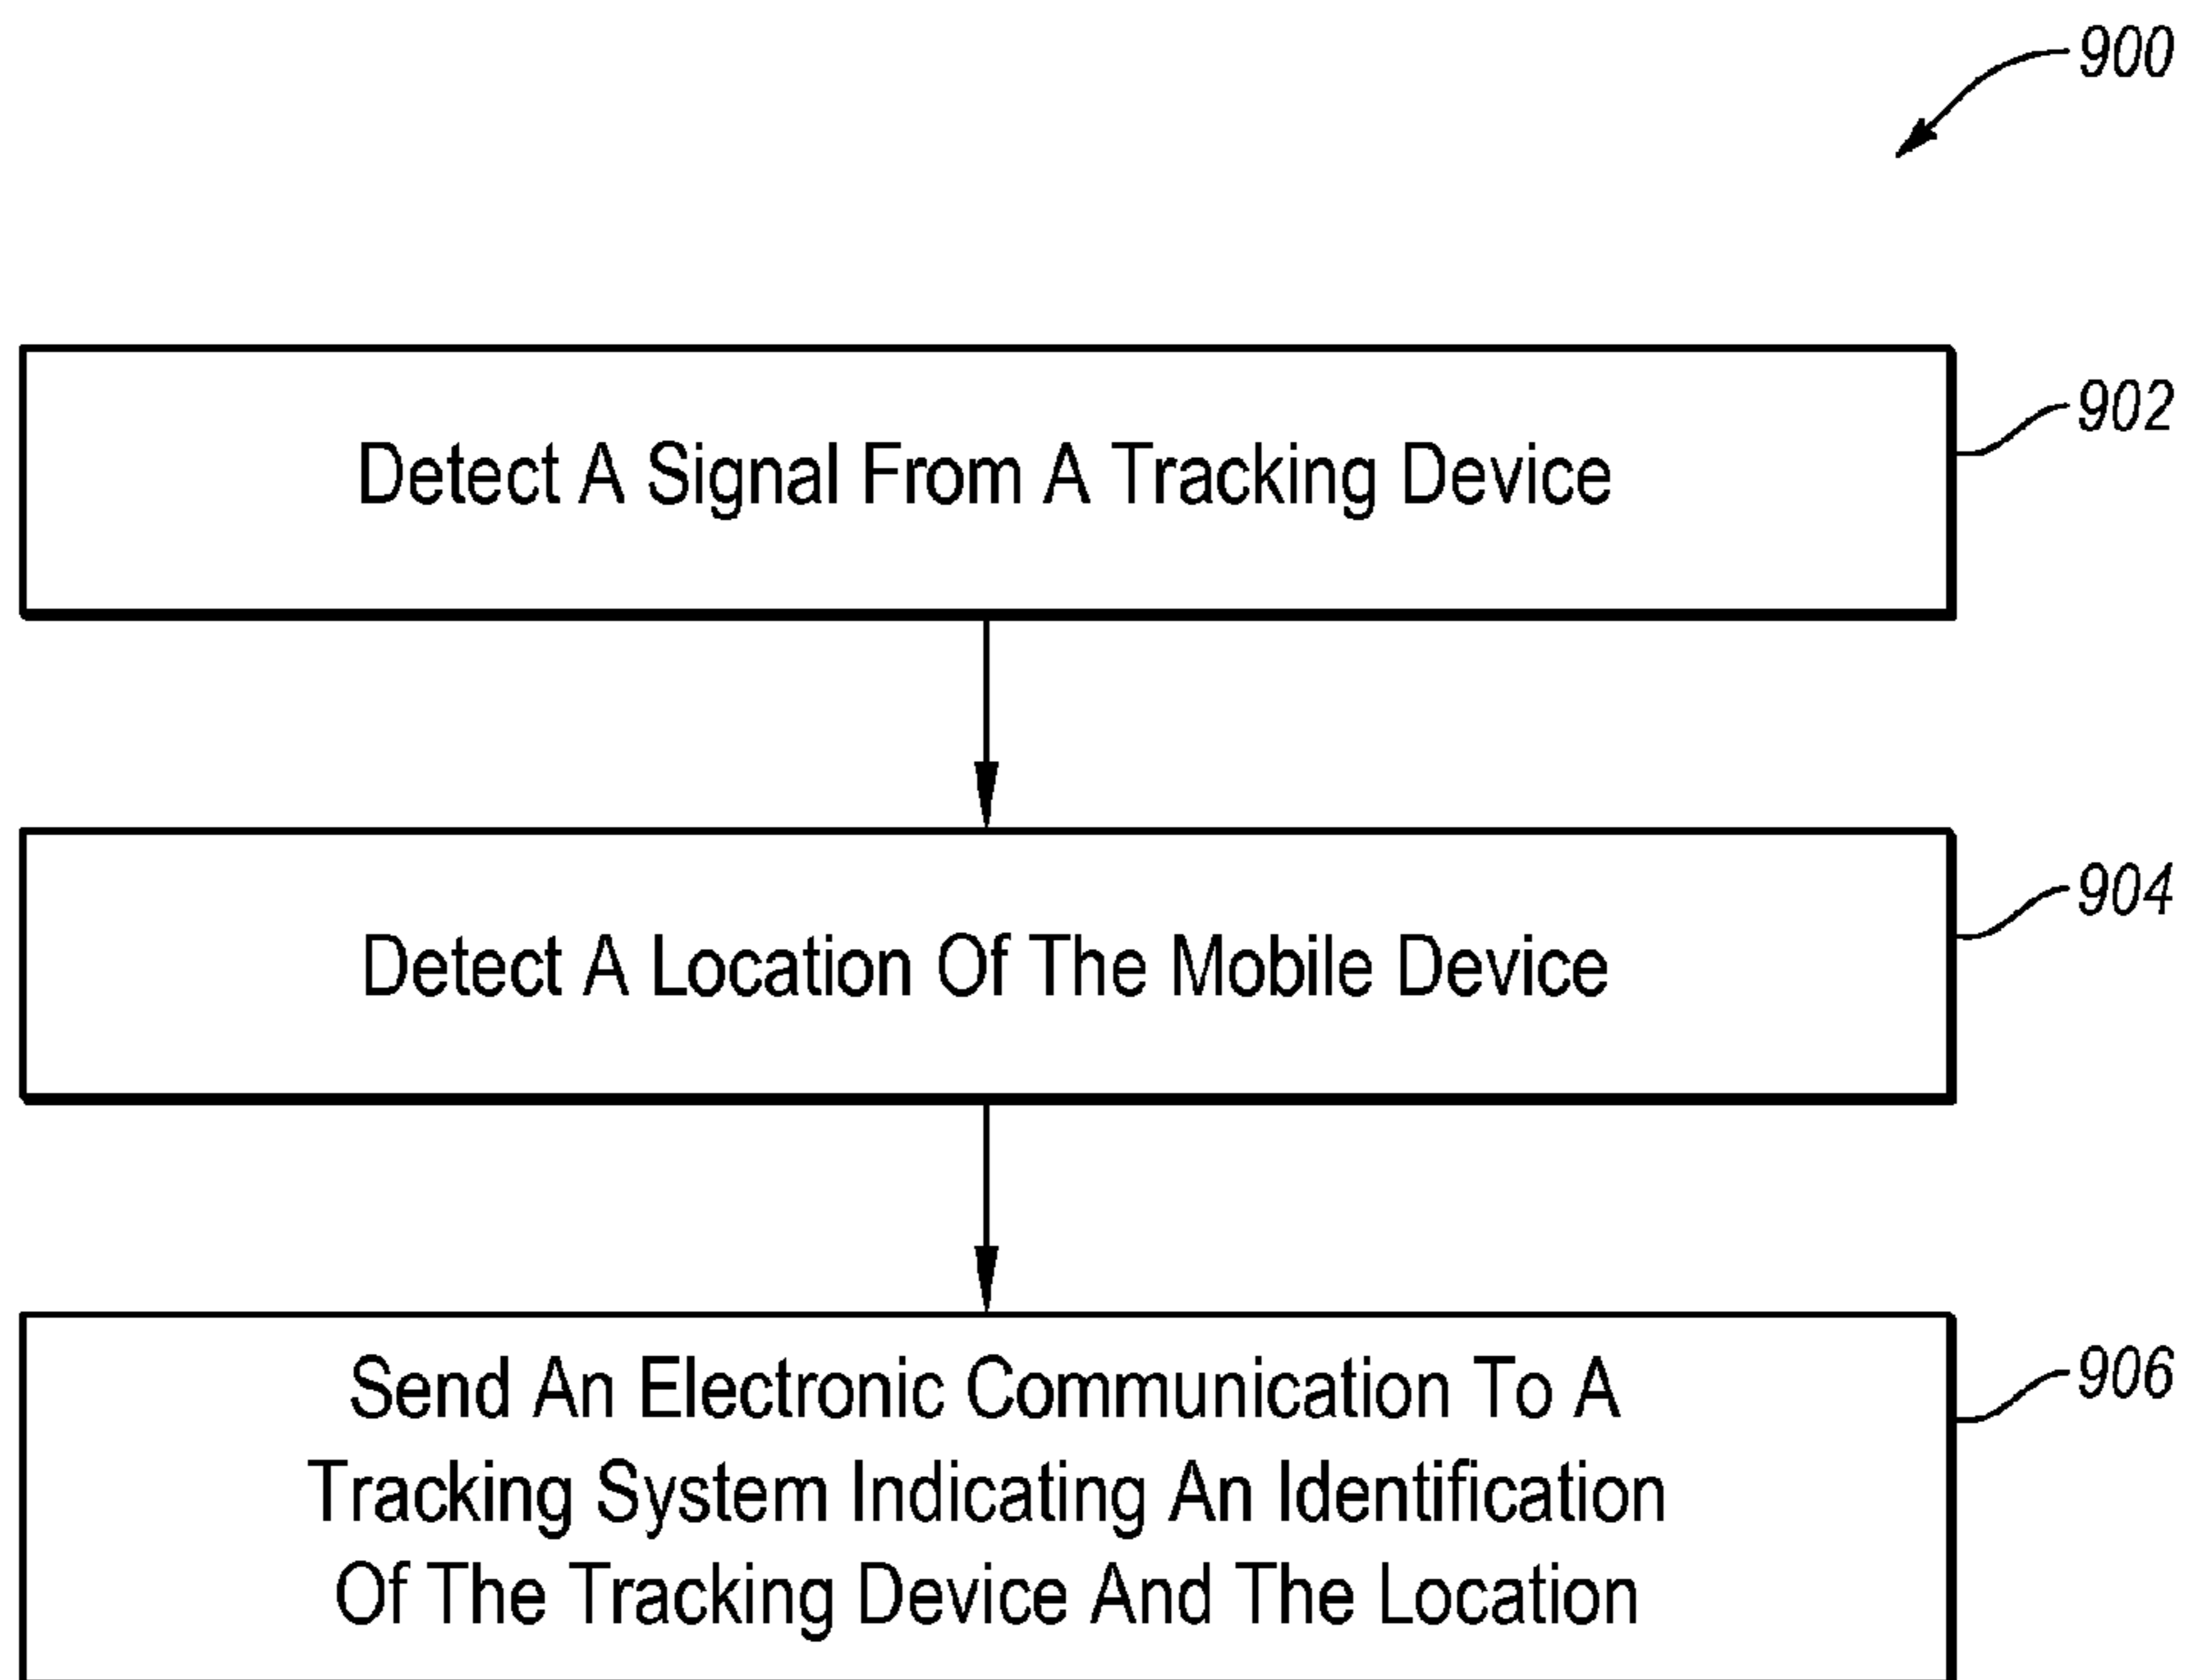 900
Detect A Signal From A Tracking Device
902
Detect A Location Of The Mobile Device
904
Send An Electronic Communication To A
Tracking System Indicating An Identification
Of The Tracking Device And The Location
906